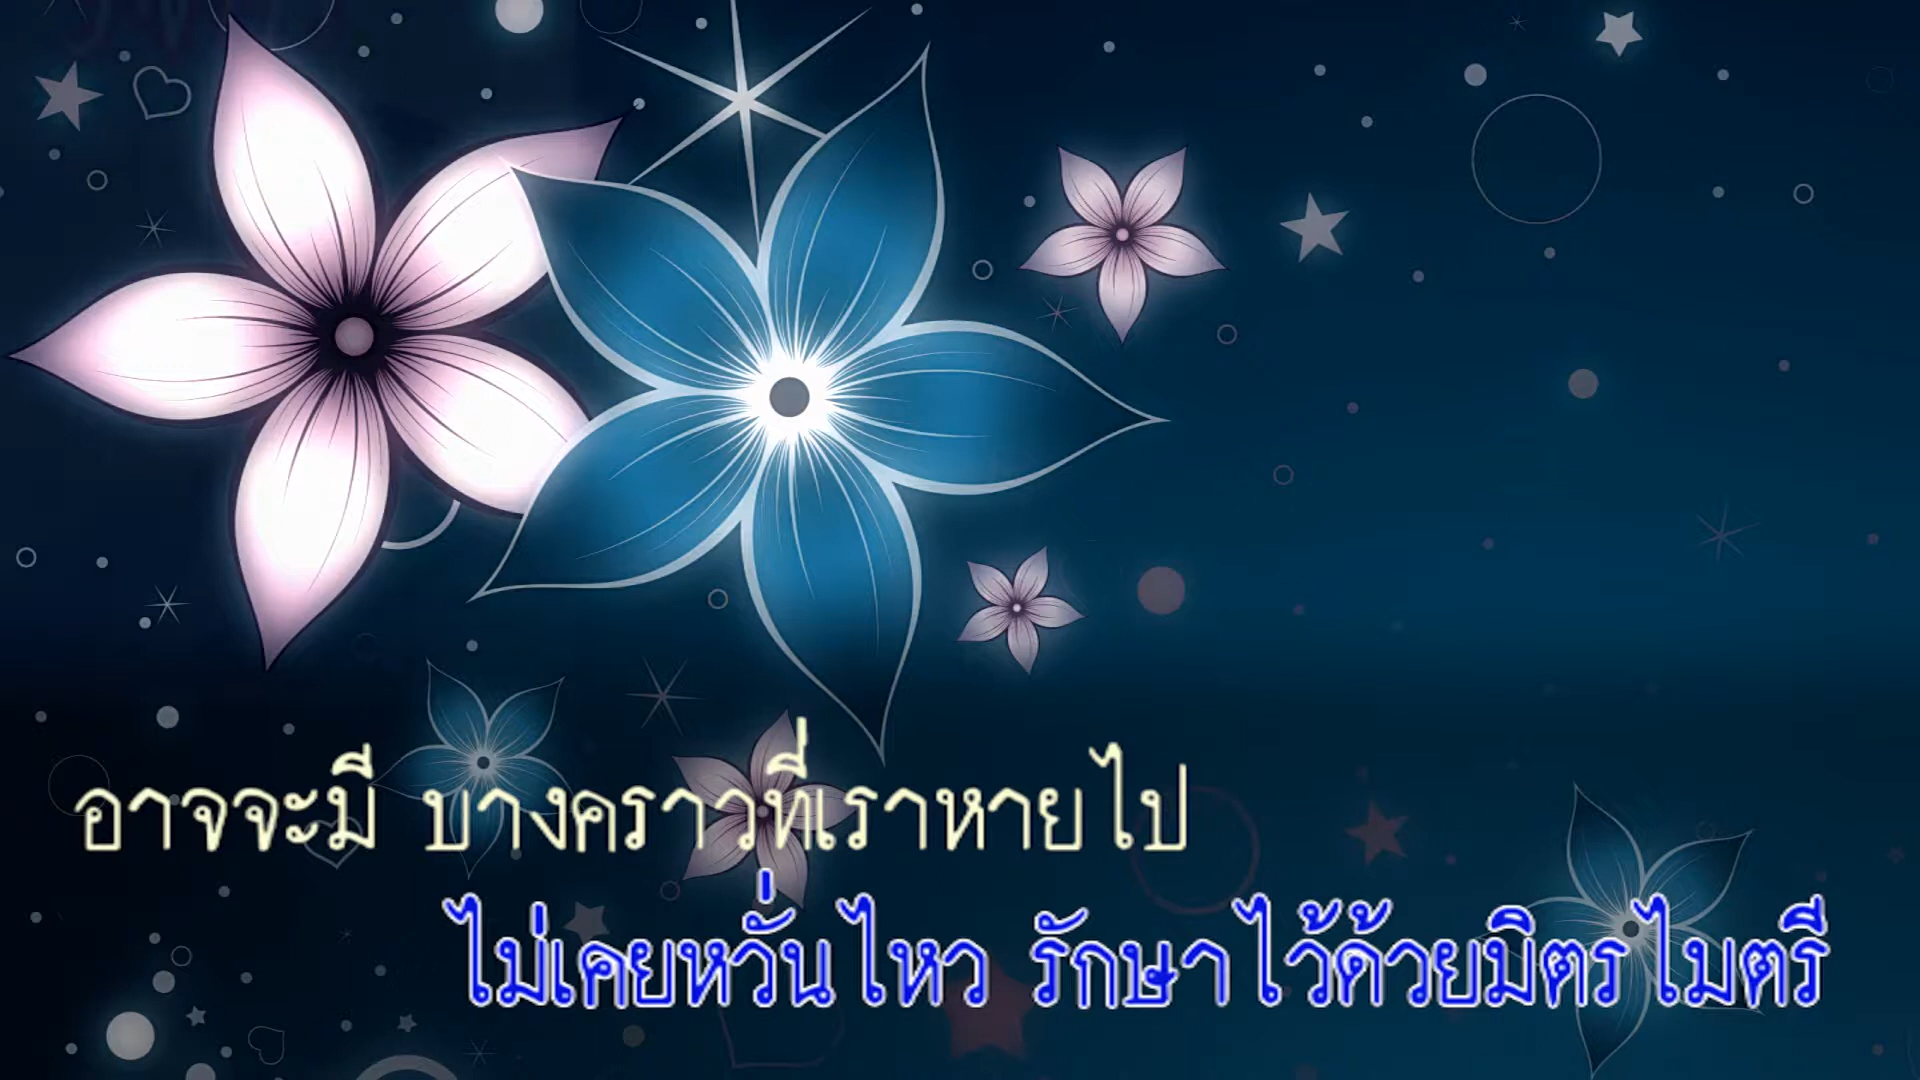 อาจจะมี บางคราวที่เราหายไป
ไม่เคยหวั่นไหว รักษาไว้ด้วยมิตรไมตรี